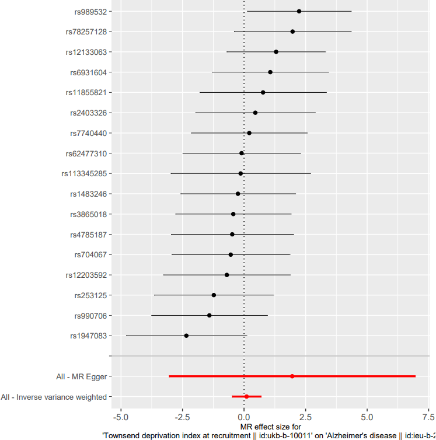 rs989532
rs78257128
rs12133063
rs6931604
rs11855821
rs2403326
rs7740440
rs62477310
rs113345285
rs1483246
rs3865018
rs4785187
rs704067
rs12203592
rs253125
rs990706
rs1947083
All - MR Egger
All - Inverse variance weighted
-5.0 -2.5 0.0 2.5 5.0 7.5
MR effect size for
'Townsend deprivation index at recruitment || id:ukb-b-10011' on 'Alzheimer's disease || id:ieu-b-2